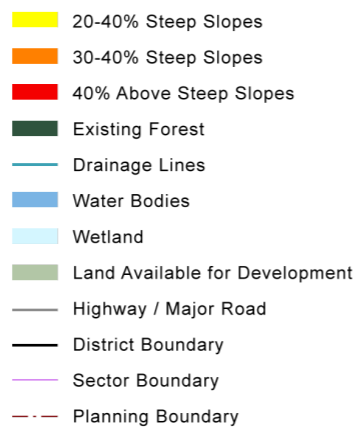 20-40% Steep Slopes
30-40% Steep Slopes
40% Above Steep Slopes
Existing Forest
Drainage Lines
Water Bodies
Wetland
Land Available for Development
Highway / Major Road
District Boundary
Sector Boundary
Planning Boundary